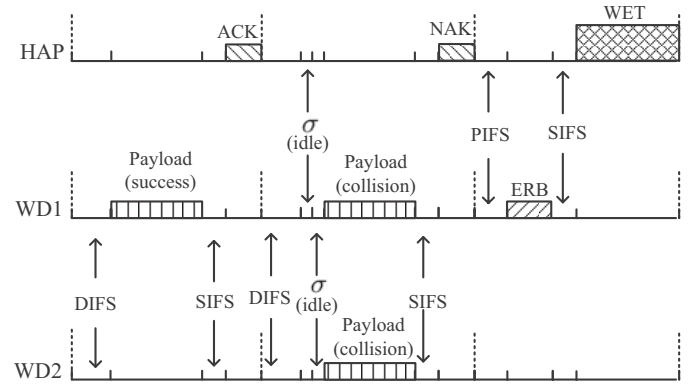 ACK
NAK
WET
HAP
σ
(idle)
PIFS
SIFS
Payload
(success)
Payload
(collision)
ERB
WD1
DIFS
SIFS
DIFS
σ
(idle)
SIFS
Payload
(collision)
WD2